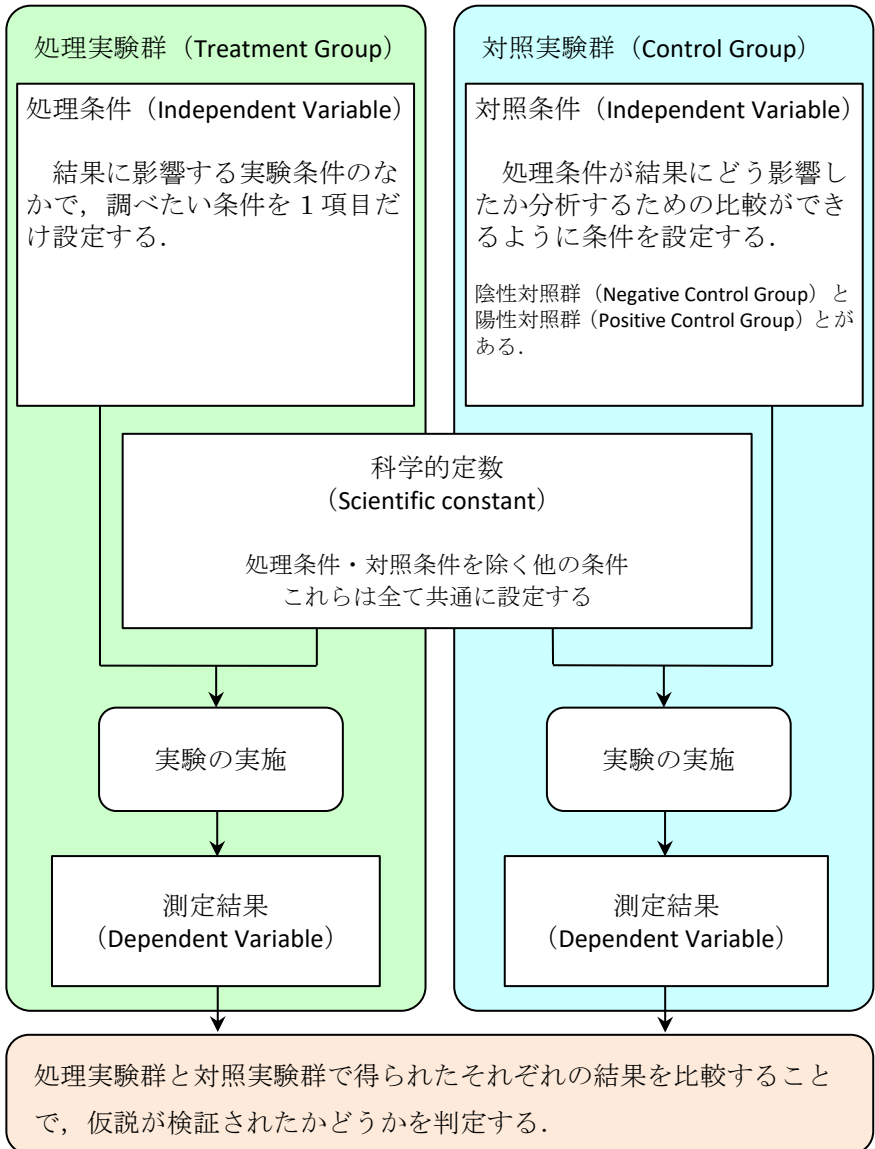 処理実験群（Treatment Group）
処理条件（Independent Variable）
結果に影響する実験条件のな
かで，調べたい条件を１項目だ
け設定する．
対照実験群（Control Group）
対照条件（Independent Variable）
処理条件が結果にどう影響し
たか分析するための比較ができ
るように条件を設定する．
陰性対照群（Negative Control Group）と
陽性対照群（Positive Control Group）とが
ある．
科学的定数
（Scientific constant）
処理条件・対照条件を除く他の条件
これらは全て共通に設定する
実験の実施
実験の実施
測定結果
（Dependent Variable）
測定結果
（Dependent Variable）
処理実験群と対照実験群で得られたそれぞれの結果を比較すること
で，仮説が検証されたかどうかを判定する．